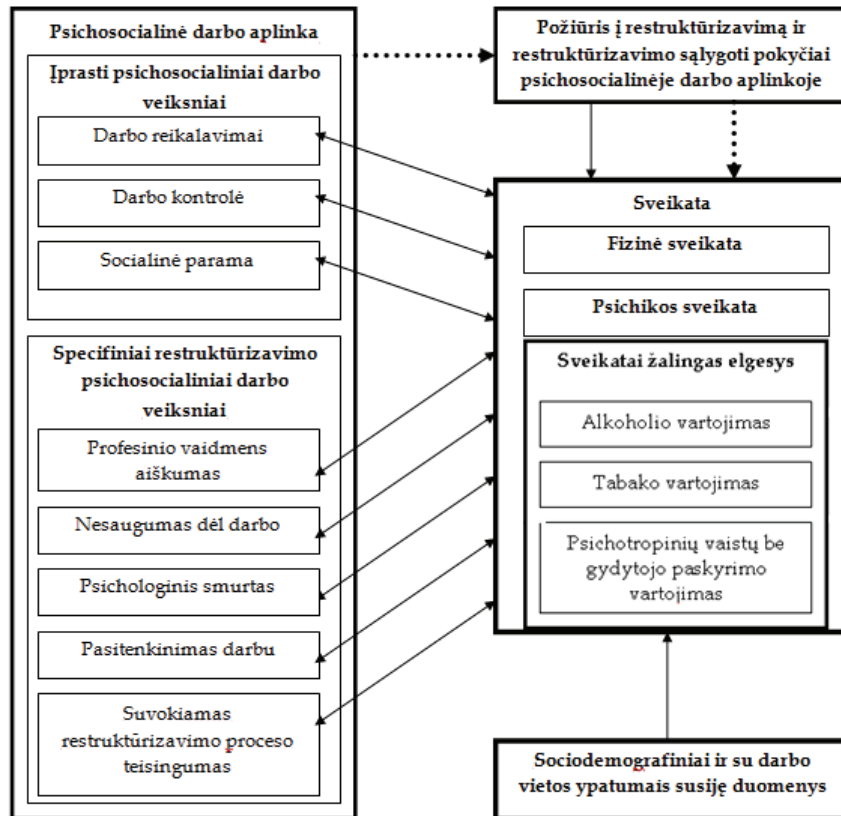 Psichosocialinė darbo aplinka
Įprasti psichosocialiniai darbo
veiksniai
Darbo reikalavimai
Darbo kontrolė
Socialinė parama
Specifiniai restruktūrizavimo
psichosocialiniai darbo
veiksniai
Profesinio vaidmens
aiškumas
Nesaugumas dėl darbo
Psichologinis smurtas
Pasitenkinimas darbu
Suvokiamas
restruktūrizavimo proceso
teisingumas
Požiūris į restruktūrizavimą ir
restruktūrizavimo sąlygoti pokyčiai
psichosocialinėje darbo aplinkoje
Sveikata
Fizinė sveikata
Psichikos sveikata
Sveikatai žalingas elgesys
Alkoholio vartojimas
Tabako vartojimas
Psichotropinių vaistų be
gydytojo paskyrimo
vartojimas
Sociodemografiniai ir su darbo
vietos ypatumais susiję duomenys